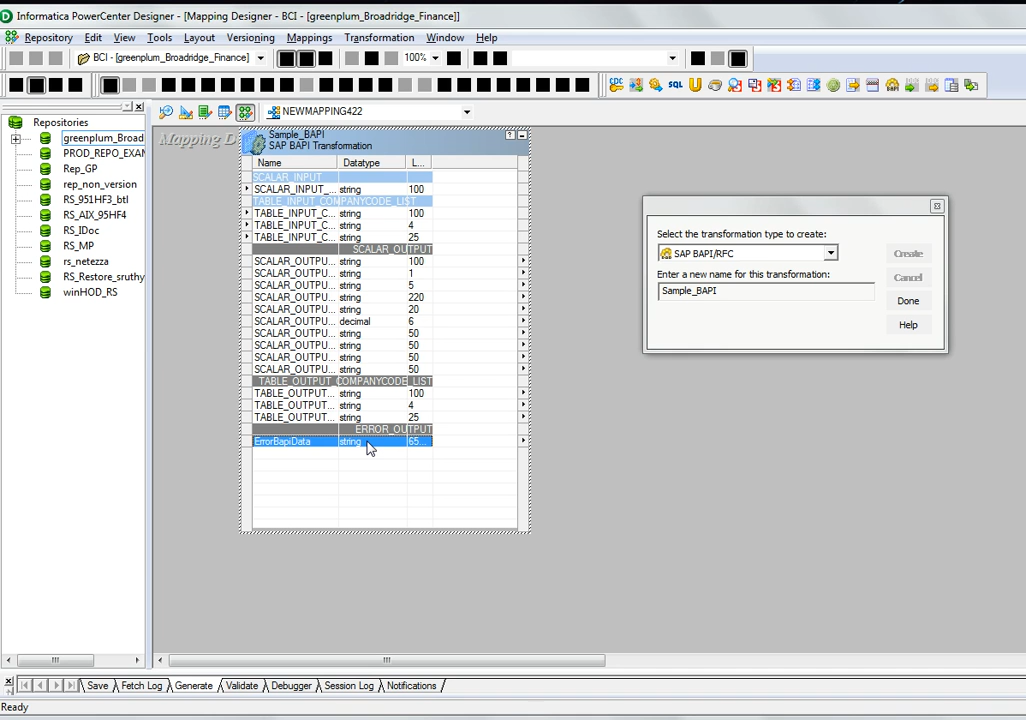 Informatica PowerCenter Designer - [Mapping Designer - BCI - [greenplum_Broadridge_Finance]]
Repository Edit View Tools Layout Versioning Mappings Transformation Window Help
BCI - [greenplum_Broadridge_Finance] 100%
SQL
NEWMAPPING422
Repositories
greenplum_Broad
PROD_REPO_EXAM
Rep_GP
rep_non_version
RS_951HF3_btl
RS_AIX_95HF4
RS_IDoc
RS_MP
rs_netezza
RS_Restore_sruthy
winHOD_RS
Mapping D
Sample_BAPI
SAP BAPI Transformation
Name Datatype L...
SCALAR_INPUT
SCALAR_INPUT_... string 100
TABLE_INPUT_COMPANYCODE_LIST
TABLE_INPUT_C... string 100
TABLE_INPUT_C... string 4
TABLE_INPUT_C... string 25
SCALAR_OUTPUT
SCALAR_OUTPU... string 100
SCALAR_OUTPU... string 1
SCALAR_OUTPU... string 5
SCALAR_OUTPU... string 220
SCALAR_OUTPU... string 20
SCALAR_OUTPU... decimal 6
SCALAR_OUTPU... string 50
SCALAR_OUTPU... string 50
SCALAR_OUTPU... string 50
SCALAR_OUTPU... string 50
TABLE_OUTPUT_COMPANYCODE_LIST
TABLE_OUTPUT... string 100
TABLE_OUTPUT... string 4
TABLE_OUTPUT... string 25
ERROR_OUTPUT
ErrorBapiData string 65...
Select the transformation type to create:
SAP BAPI/RFC
Create
Enter a new name for this transformation:
Cancel
Sample_BAPI
Done
Help
Save Fetch Log Generate Validate Debugger Session Log Notifications
Ready